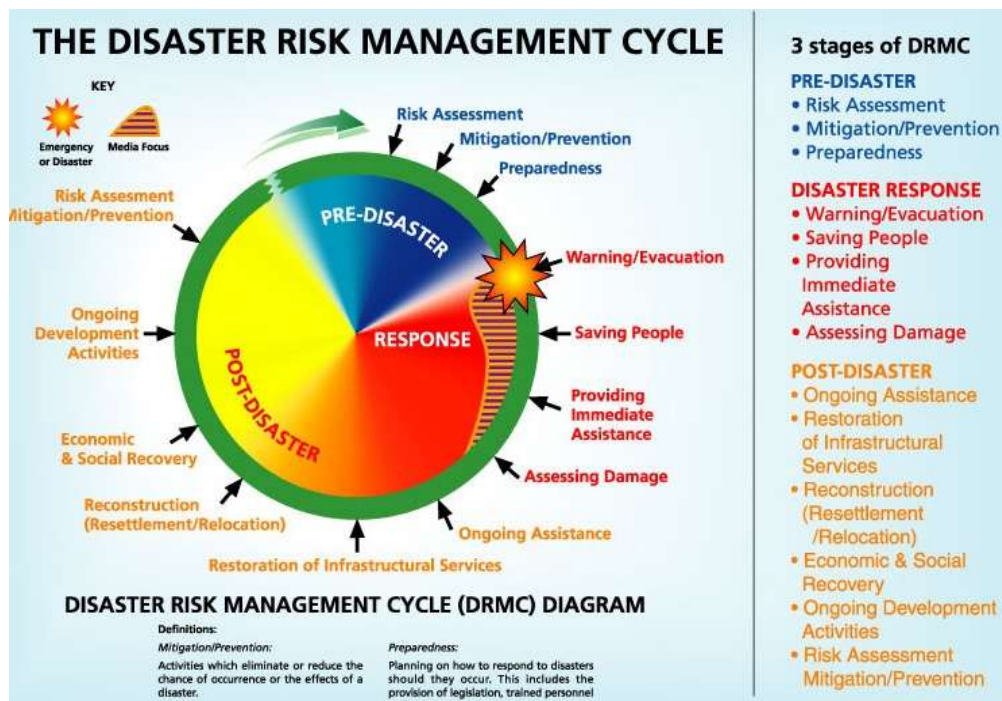 THE DISASTER RISK MANAGEMENT CYCLE
KEY
Emergency
or Disaster
Media Focus
Risk Assessment
Mitigation/Prevention
Preparedness
Warning/Evacuation
Saving People
Providing
Immediate
Assistance
Assessing Damage
Ongoing Assistance
Restoration of Infrastructural Services
Reconstruction
(Resettlement/Relocation)
Economic
& Social Recovery
Ongoing
Development
Activities
Risk Assesment
Mitigation/Prevention
PRE-DISASTER
RESPONSE
POST-DISASTER
DISASTER RISK MANAGEMENT CYCLE (DRMC) DIAGRAM
Definitions:
Mitigation/Prevention:
Activities which eliminate or reduce the
chance of occurrence or the effects of a
disaster.
Preparedness:
Planning on how to respond to disasters
should they occur. This includes the
provision of legislation, trained personnel
3 stages of DRMC
PRE-DISASTER
• Risk Assessment
• Mitigation/Prevention
• Preparedness
DISASTER RESPONSE
• Warning/Evacuation
• Saving People
• Providing
Immediate
Assistance
• Assessing Damage
POST-DISASTER
• Ongoing Assistance
• Restoration
of Infrastructural
Services
• Reconstruction
(Resettlement
/Relocation)
• Economic & Social
Recovery
• Ongoing Development
Activities
• Risk Assessment
Mitigation/Prevention